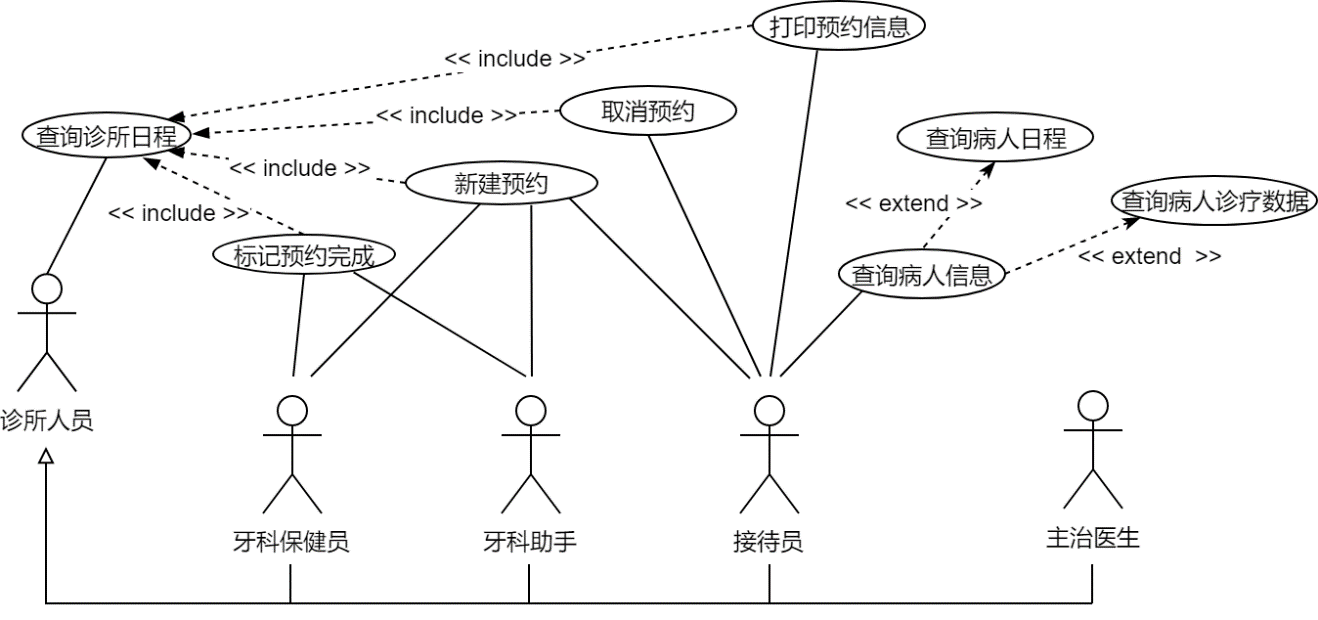 打印预约信息
<< include >>
取消预约
<< include >>
查询诊所日程
查询病人日程
<< include >>
新建预约
查询病人诊疗数据
<< extend >>
<< include >>
标记预约完成
<< extend  >>
查询病人信息
诊所人员
牙科保健员
牙科助手
接待员
主治医生